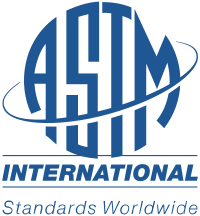 ASTM
INTERNATIONAL
Standards Worldwide